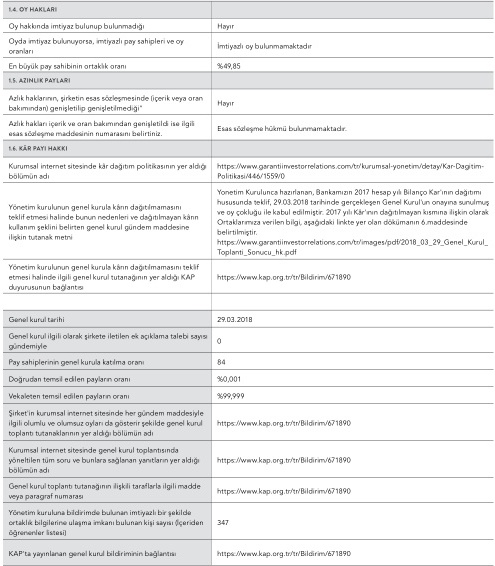 1.4. OY HAKLARI
Oy hakkında imtiyaz bulunup bulunmadığı
Hayır
Oyda imtiyaz bulunuyorsa, imtiyazlı pay sahipleri ve oy
oranları
İmtiyazlı oy bulunmamaktadır
En büyük pay sahibinin ortaklık oranı
%49,85
1.5. AZINLIK PAYLARI
Azlık haklarının, şirketin esas sözleşmesinde (içerik veya oran
bakımından) genişletilip genişletilmediği"
Hayır
Azlık hakları içerik ve oran bakımından genişletildi ise ilgili
esas sözleşme maddesinin numarasını belirtiniz.
Esas sözleşme hükmü bulunmamaktadır.
1.6. KÂR PAYI HAKKI
Kurumsal internet sitesinde kâr dağıtım politikasının yer aldığı
bölümün adı
https://www.garantiinvestorrelations.com/tr/kurumsal-yonetim/detay/Kar-Dagitim-
Politikasi/446/1559/0
Yönetim kurulunun genel kurula kârın dağıtılmamasını
teklif etmesi halinde bunun nedenleri ve dağıtılmayan kârın
kullanım şeklini belirten genel kurul gündem maddesine
ilişkin tutanak metni
Yonetim Kurulunca hazırlanan, Bankamızın 2017 hesap yılı Bilanço Kar'ının dağıtımı
hususunda teklif, 29.03.2018 tarihinde gerçekleşen Genel Kurul'un onayına sunulmuş
ve oy çokluğu ile kabul edilmiştir. 2017 yılı Kâr'ının dağıtılmayan kısmına ilişkin olarak
Ortaklarımıza verilen bilgi, aşağıdaki linkte yer olan dökümanın 6.maddesinde
belirtilmiştir.
https://www.garantiinvestorrelations.com/tr/images/pdf/2018_03_29_Genel_Kurul_
Toplanti_Sonucu_hk.pdf
Yönetim kurulunun genel kurula kârın dağıtılmamasını teklif
etmesi halinde ilgili genel kurul tutanağının yer aldığı KAP
duyurusunun bağlantısı
https://www.kap.org.tr/tr/Bildirim/671890
Genel kurul tarihi
29.03.2018
Genel kurul ilgili olarak şirkete iletilen ek açıklama talebi sayısı
gündemiyle
0
Pay sahiplerinin genel kurula katılma oranı
84
Doğrudan temsil edilen payların oranı
%0,001
Vekaleten temsil edilen payların oranı
%99,999
Şirket'in kurumsal internet sitesinde her gündem maddesiyle
ilgili olumlu ve olumsuz oyları da gösterir şekilde genel kurul
toplantı tutanaklarının yer aldığı bölümün adı
https://www.kap.org.tr/tr/Bildirim/671890
Kurumsal internet sitesinde genel kurul toplantısında
yöneltilen tüm soru ve bunlara sağlanan yanıtların yer aldığı
bölümün adı
https://www.kap.org.tr/tr/Bildirim/671890
Genel kurul toplantı tutanağının ilişkili taraflarla ilgili madde
veya paragraf numarası
https://www.kap.org.tr/tr/Bildirim/671890
Yönetim kuruluna bildirimde bulunan imtiyazlı bir şekilde
ortaklık bilgilerine ulaşma imkanı bulunan kişi sayısı (İçeriden
öğrenenler listesi)
347
KAP'ta yayınlanan genel kurul bildiriminin bağlantısı
https://www.kap.org.tr/tr/Bildirim/671890